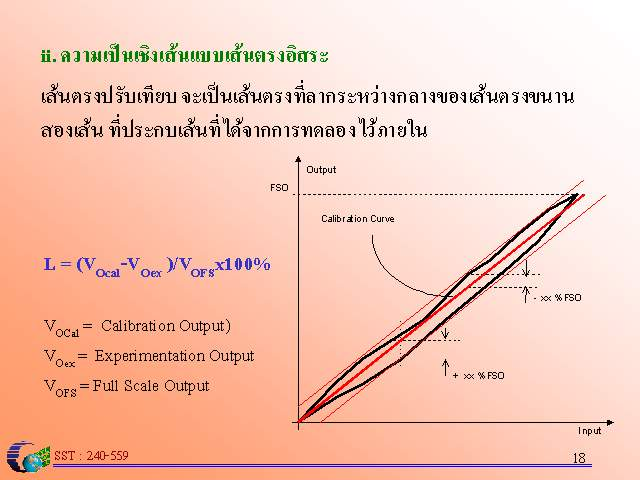 ii. ความเป็นเชิงเส้นแบบเส้นตรงอิสระ
เส้นตรงปรับเทียบ จะเป็นเส้นตรงที่ลากระหว่างกลางของเส้นตรงขนาน
สองเส้น ที่ประกบเส้นที่ได้จากการทดลองไว้ภายใน
Output
FSO
Calibration Curve
L = (VOcal-VOex )/VOFSx100%
- xx %FSO
VOCal = Calibration Output)
VOex = Experimentation Output
+ xx %FSO
VOFS = Full Scale Output
Input
SST : 240-559
18